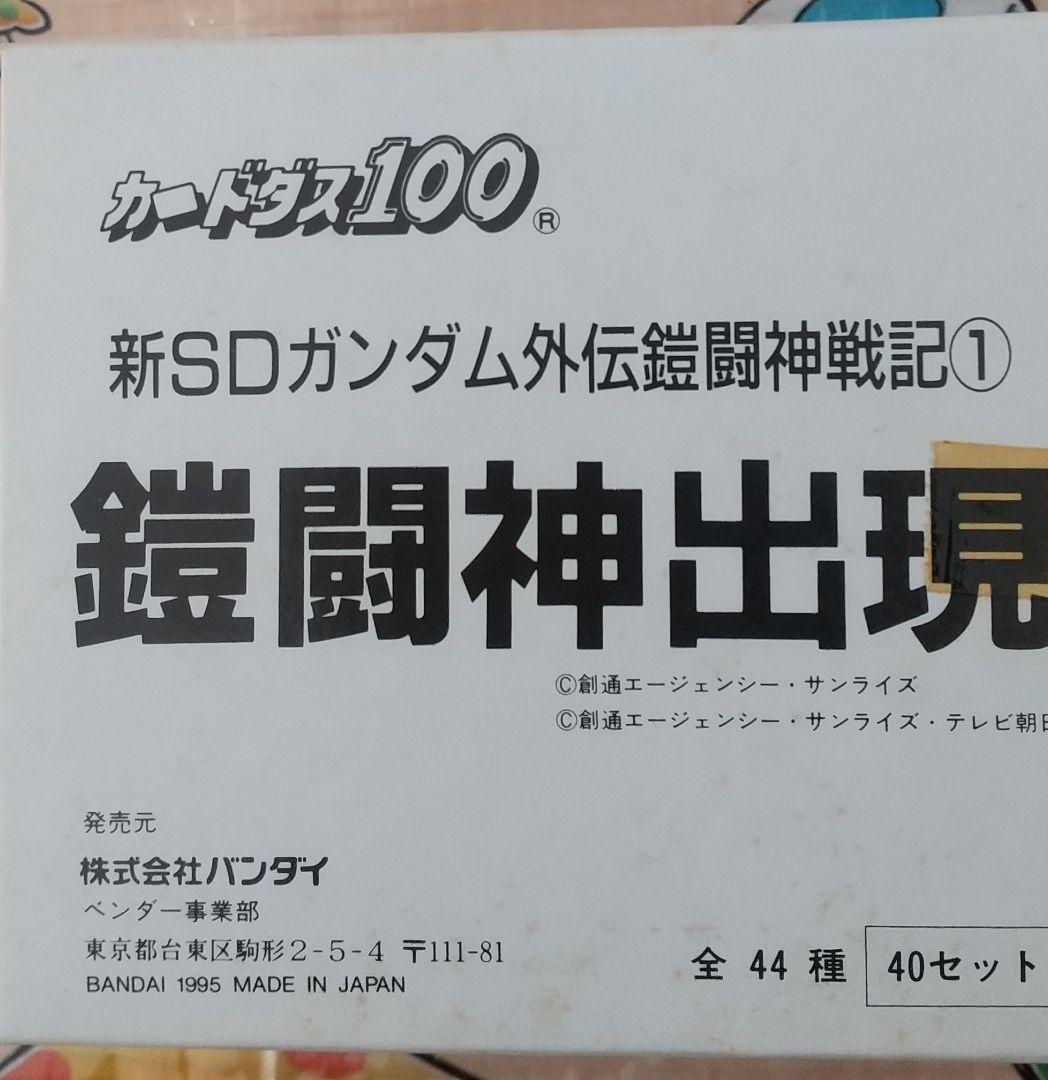 カードダス100®
新SDガンダム外伝鎧闘神戦記①
鎧闘神出現
©創通エージェンシー・サンライズ
©創通エージェンシー・サンライズ・テレビ朝日
発売元
株式会社バンダイ
ベンダー事業部
東京都台東区駒形2-5-4 〒111-81
BANDAI 1995 MADE IN JAPAN
全 44 種 40セット